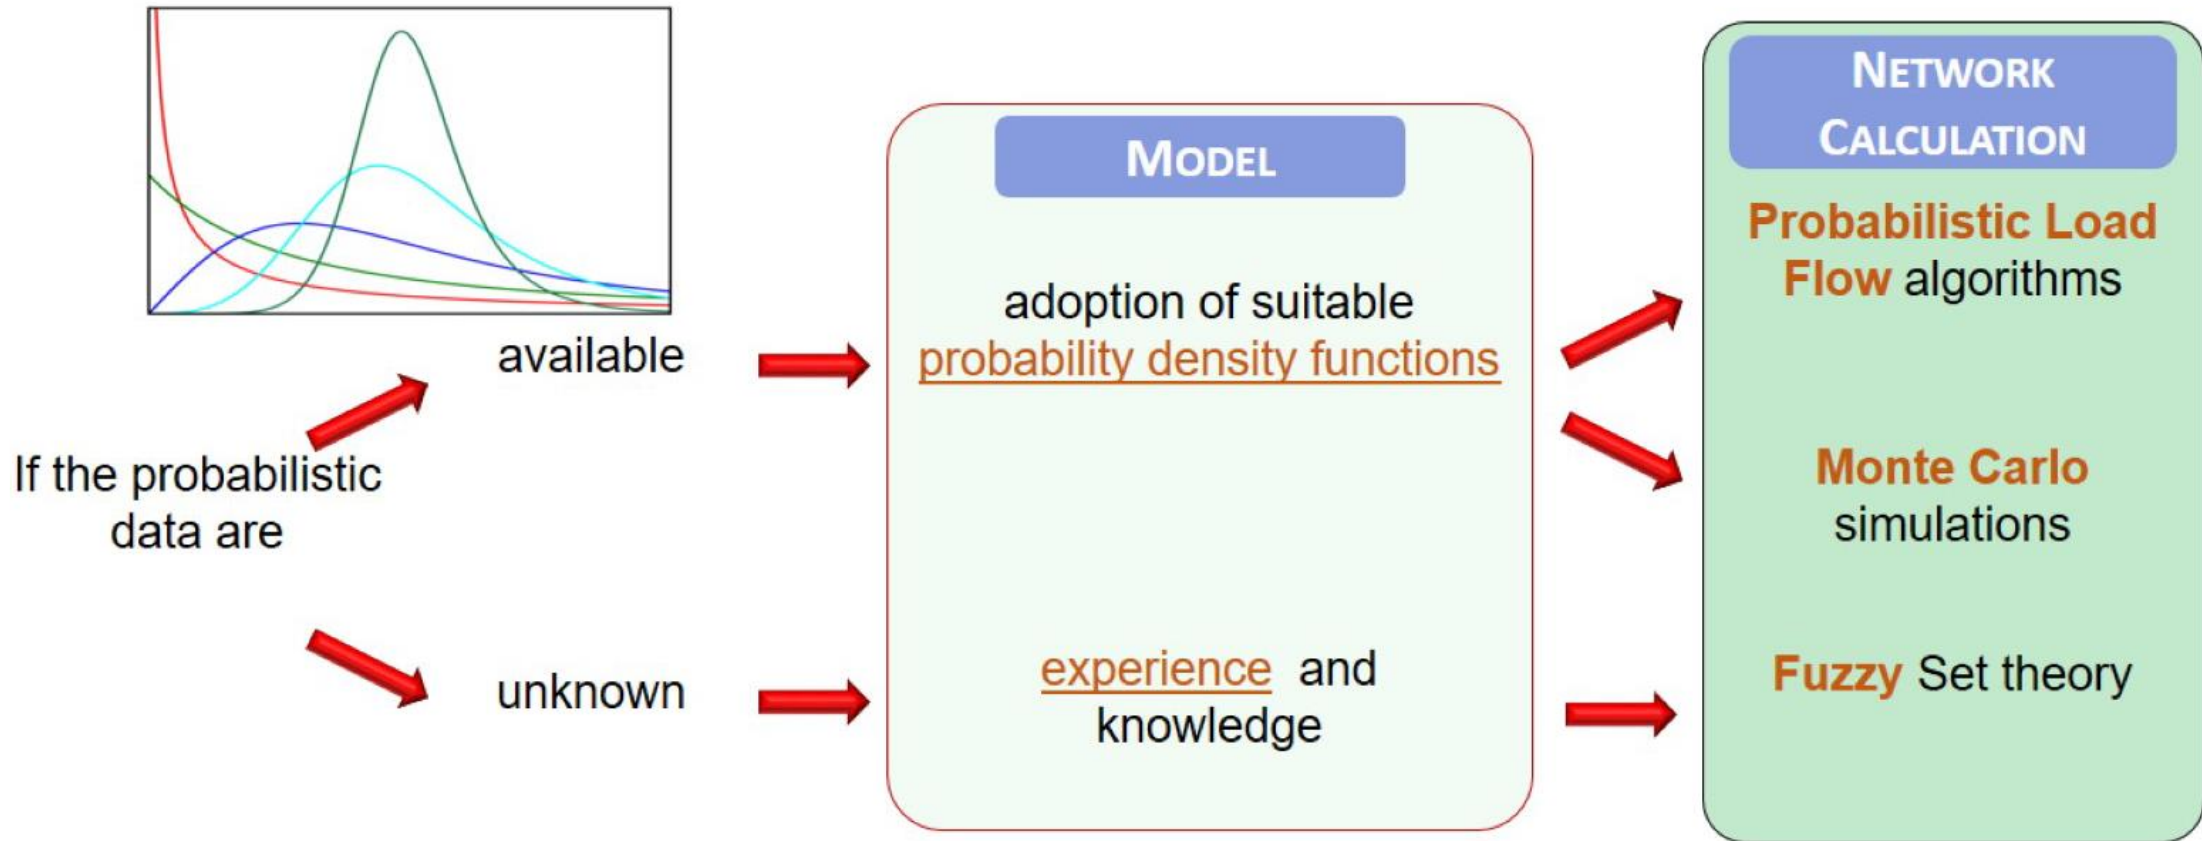 If the probabilistic
data are
available
unknown
MODEL
adoption of suitable
probability density functions
experience and
knowledge
NETWORK
CALCULATION
Probabilistic Load
Flow algorithms
Monte Carlo
simulations
Fuzzy Set theory